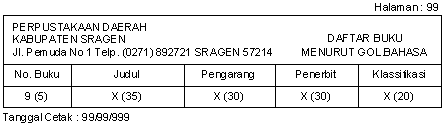 Halaman : 99
PERPUSTAKAAN DAERAH
KABUPATEN SRAGEN
Jl. Pemuda No 1 Telp. (0271) 892721 SRAGEN 57214
DAFTAR BUKU
MENURUT GOL BAHASA
No. Buku Judul Pengarang Penerbit Klassifikasi
9 (5) X (35) X (30) X (30) X (20)
Tanggal Cetak : 99/99/999